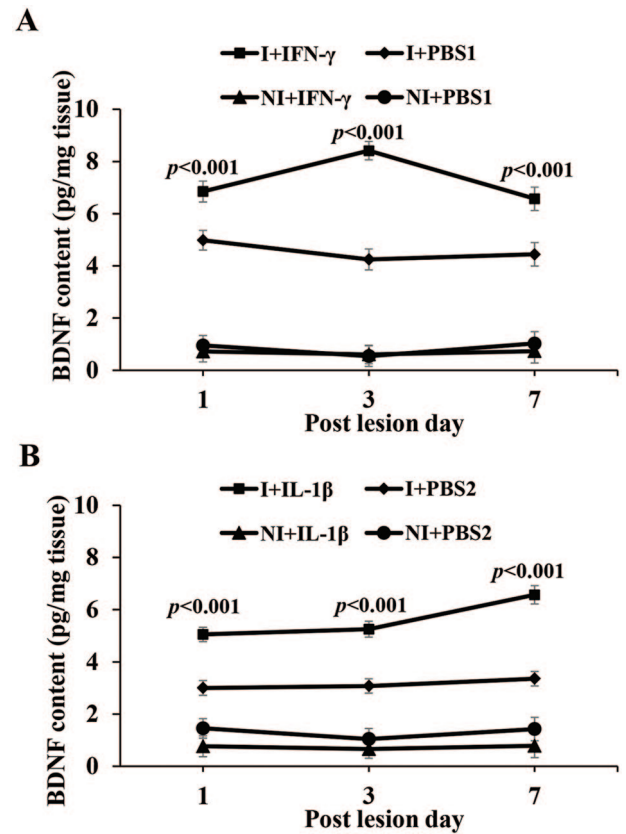 A
I+IFN-γ I+PBS1
NI+IFN-γ NI+PBS1
BDNF content (pg/mg tissue)
10
8
6
4
2
0
p<0.001 p<0.001 p<0.001
1 3 7
Post lesion day
B
I+IL-1β I+PBS2
NI+IL-1β NI+PBS2
BDNF content (pg/mg tissue)
10
8
6
4
2
0
p<0.001 p<0.001 p<0.001
1 3 7
Post lesion day